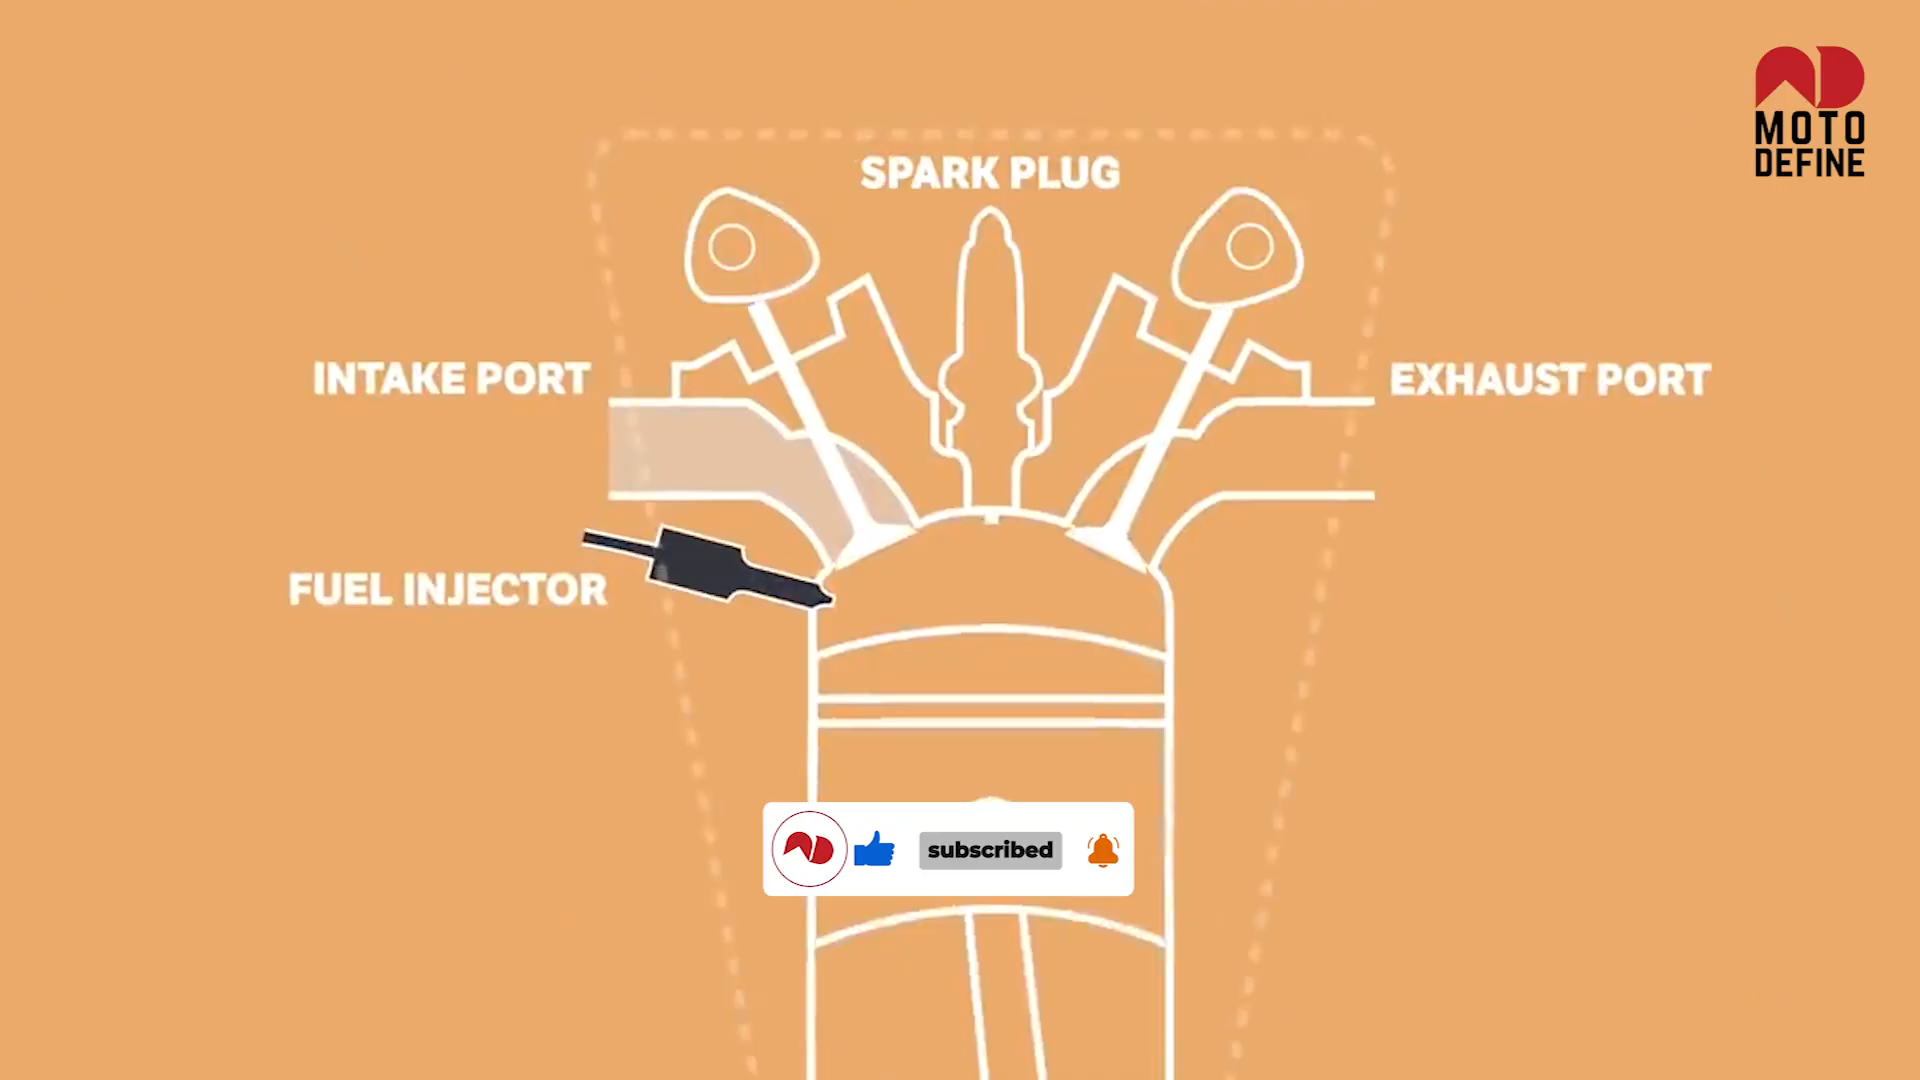 MOTO
DEFINE
SPARK PLUG
INTAKE PORT
EXHAUST PORT
FUEL INJECTOR
subscribed